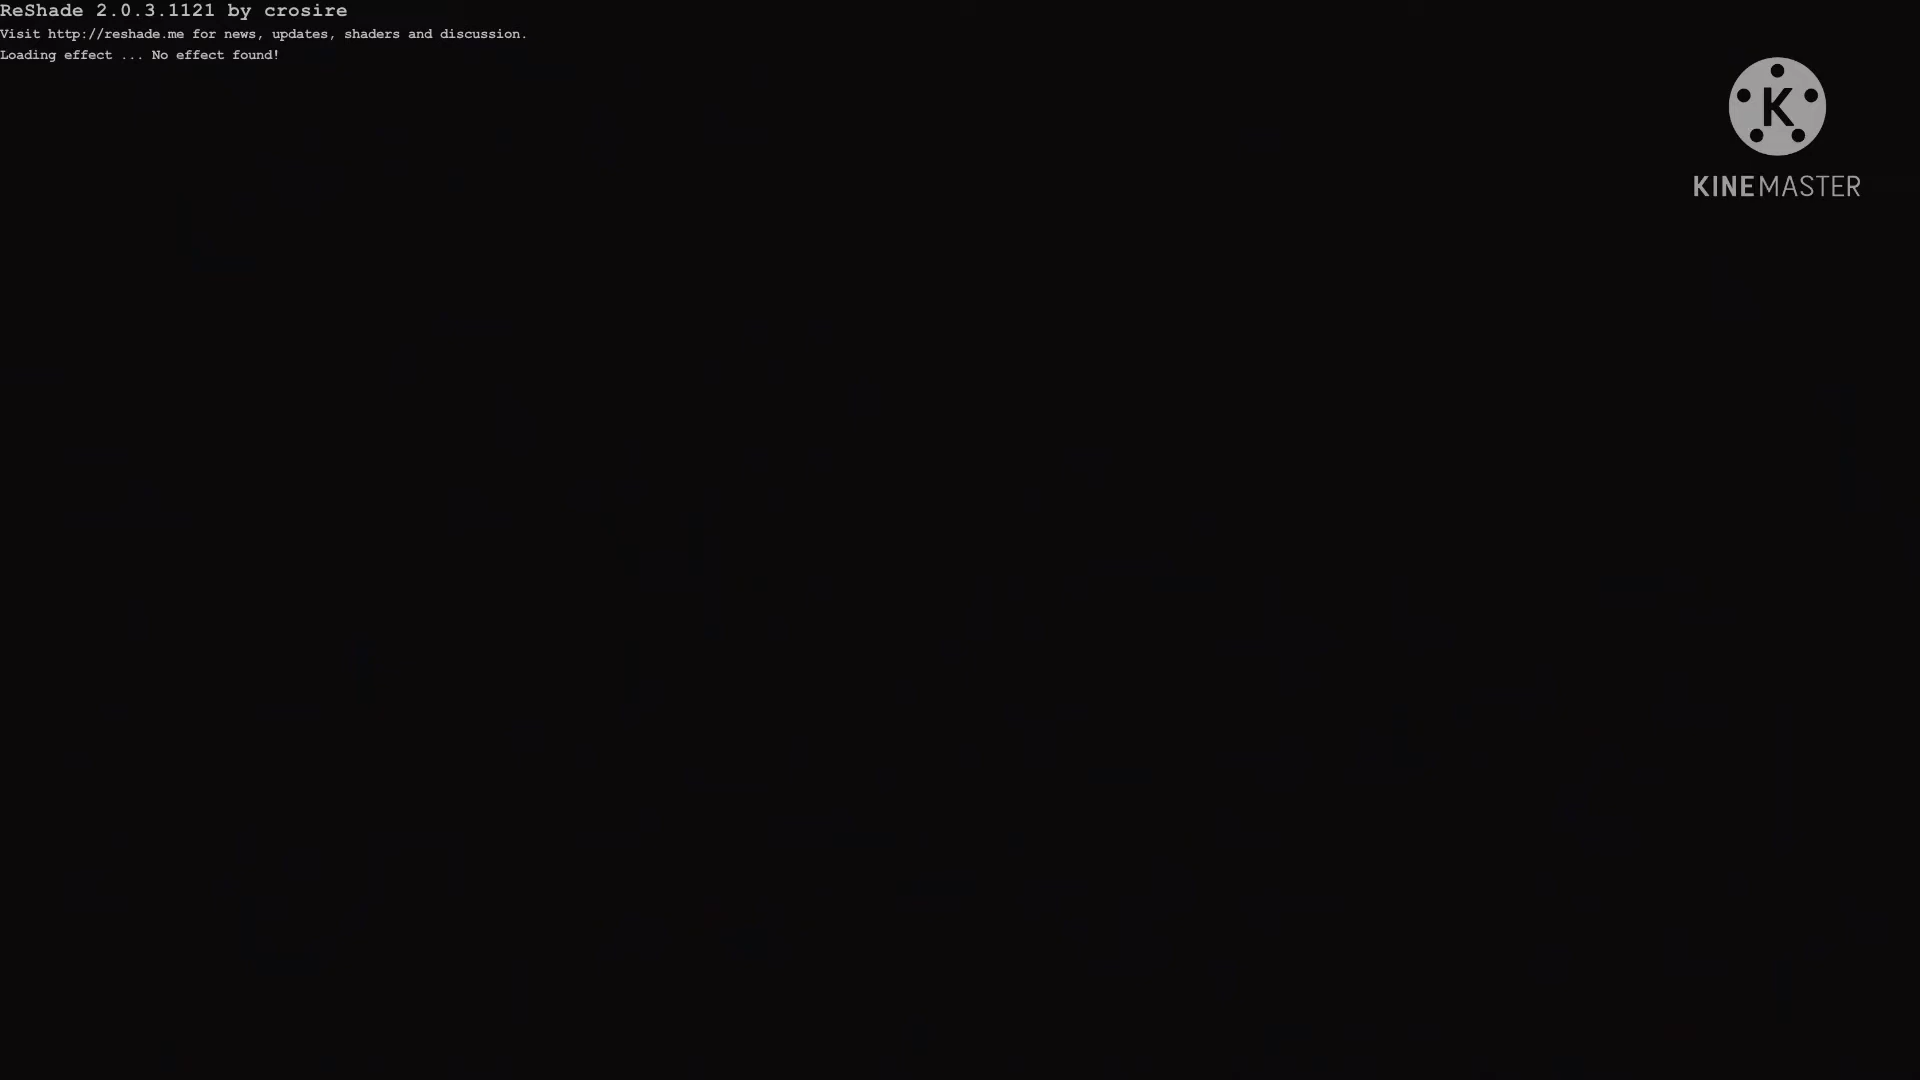 ReShade 2.0.3.1121 by crosire
Visit http://reshade.me for news, updates, shaders and discussion.
Loading effect ... No effect found!
K
KINEMASTER